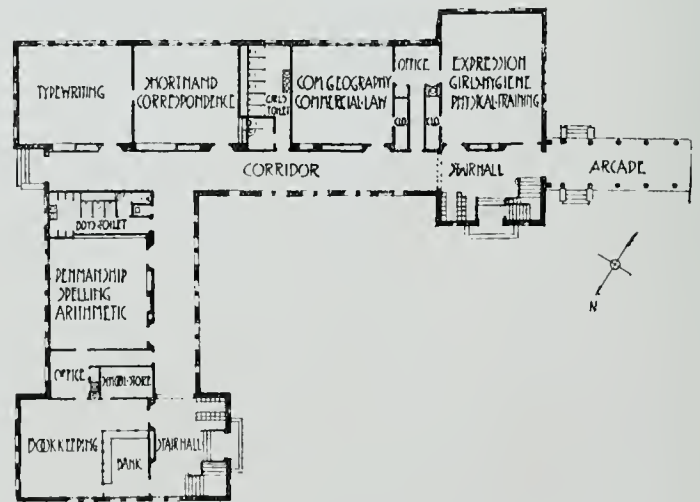 TYPEWRITING
SHORTHAND
CORRESPONDENCE
GIRLS
TOILET
COM. GEOGRAPHY
COMMERCIAL-LAW
OFFICE
CLO.
CLO.
EXPRESSION
GIRLS-HYGIENE
PHYSICAL-TRAINING
CORRIDOR
STAIR HALL
ARCADE
BOYS-TOILET
PENMANSHIP
SPELLING
ARITHMETIC
N
OFFICE
SCHOOL-STORE
BOOKKEEPING
BANK
STAIR HALL